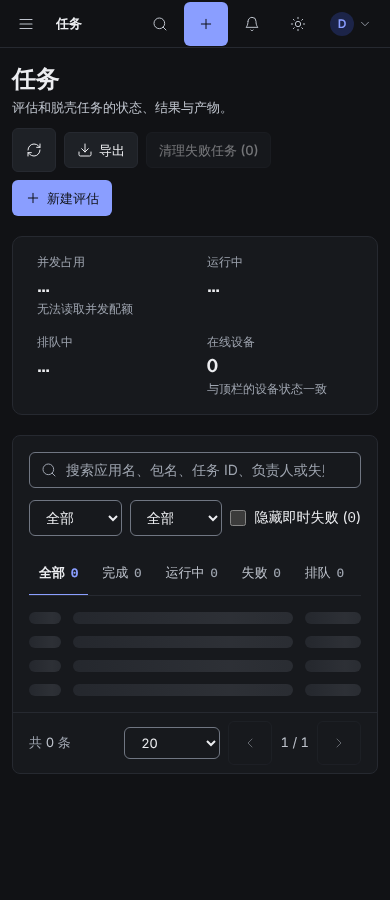 任务
D
任务
评估和脱壳任务的状态、结果与产物。
导出
清理失败任务 (0)
新建评估
并发占用
运行中
...
...
无法读取并发配额
排队中
在线设备
...
0
与顶栏的设备状态一致
搜索应用名、包名、任务 ID、负责人或失!
全部
全部
隐藏即时失败 (0)
全部 0
完成 0
运行中 0
失败 0
排队 0
共 0 条
20
1 / 1